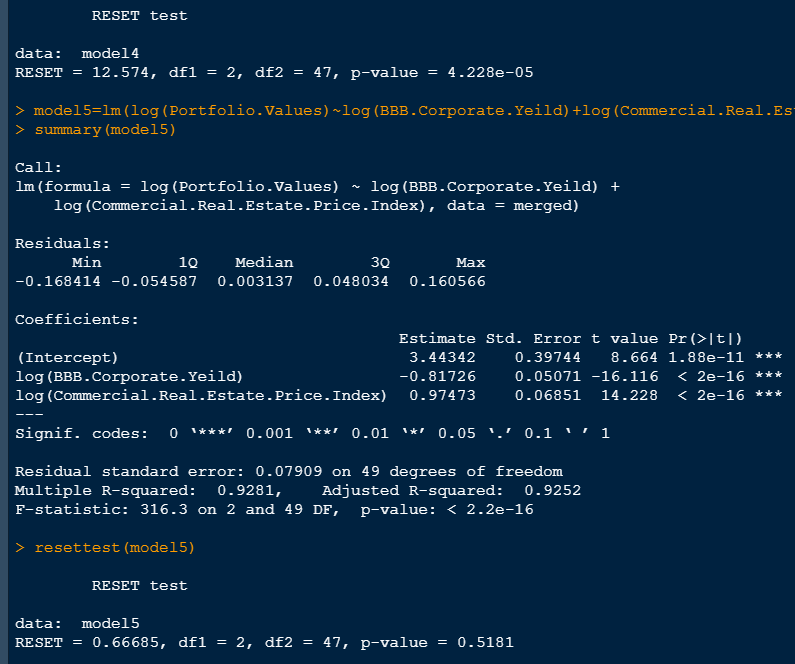 RESET test
data:  model4
RESET = 12.574, df1 = 2, df2 = 47, p-value = 4.228e-05
> model5=lm(log(Portfolio.Values)~log(BBB.Corporate.Yeild)+log(Commercial.Real.Es
> summary(model5)
Call:
lm(formula = log(Portfolio.Values) ~ log(BBB.Corporate.Yeild) +
    log(Commercial.Real.Estate.Price.Index), data = merged)
Residuals:
      Min        1Q    Median        3Q       Max
-0.168414 -0.054587  0.003137  0.048034  0.160566
Coefficients:
                                        Estimate Std. Error t value Pr(>|t|)
(Intercept)                              3.44342    0.39744   8.664 1.88e-11 ***
log(BBB.Corporate.Yeild)                -0.81726    0.05071 -16.116  < 2e-16 ***
log(Commercial.Real.Estate.Price.Index)  0.97473    0.06851  14.228  < 2e-16 ***
---
Signif. codes:  0 ‘***’ 0.001 ‘**’ 0.01 ‘*’ 0.05 ‘.’ 0.1 ‘ ’ 1
Residual standard error: 0.07909 on 49 degrees of freedom
Multiple R-squared:  0.9281,    Adjusted R-squared:  0.9252
F-statistic: 316.3 on 2 and 49 DF,  p-value: < 2.2e-16
> resettest(model5)
RESET test
data:  model5
RESET = 0.66685, df1 = 2, df2 = 47, p-value = 0.5181